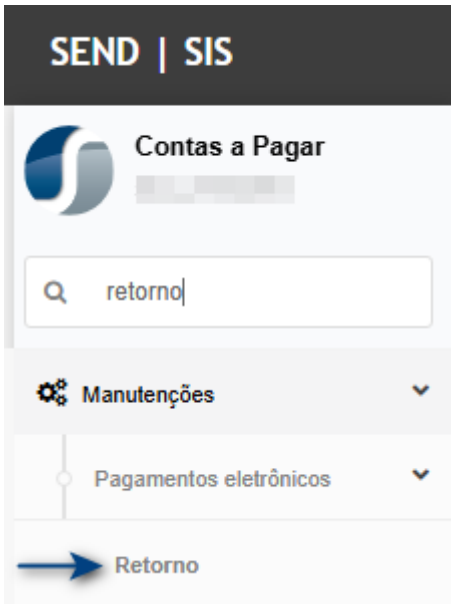 SEND | SIS
Contas a Pagar
retorno
Manutenções
Pagamentos eletrônicos
Retorno